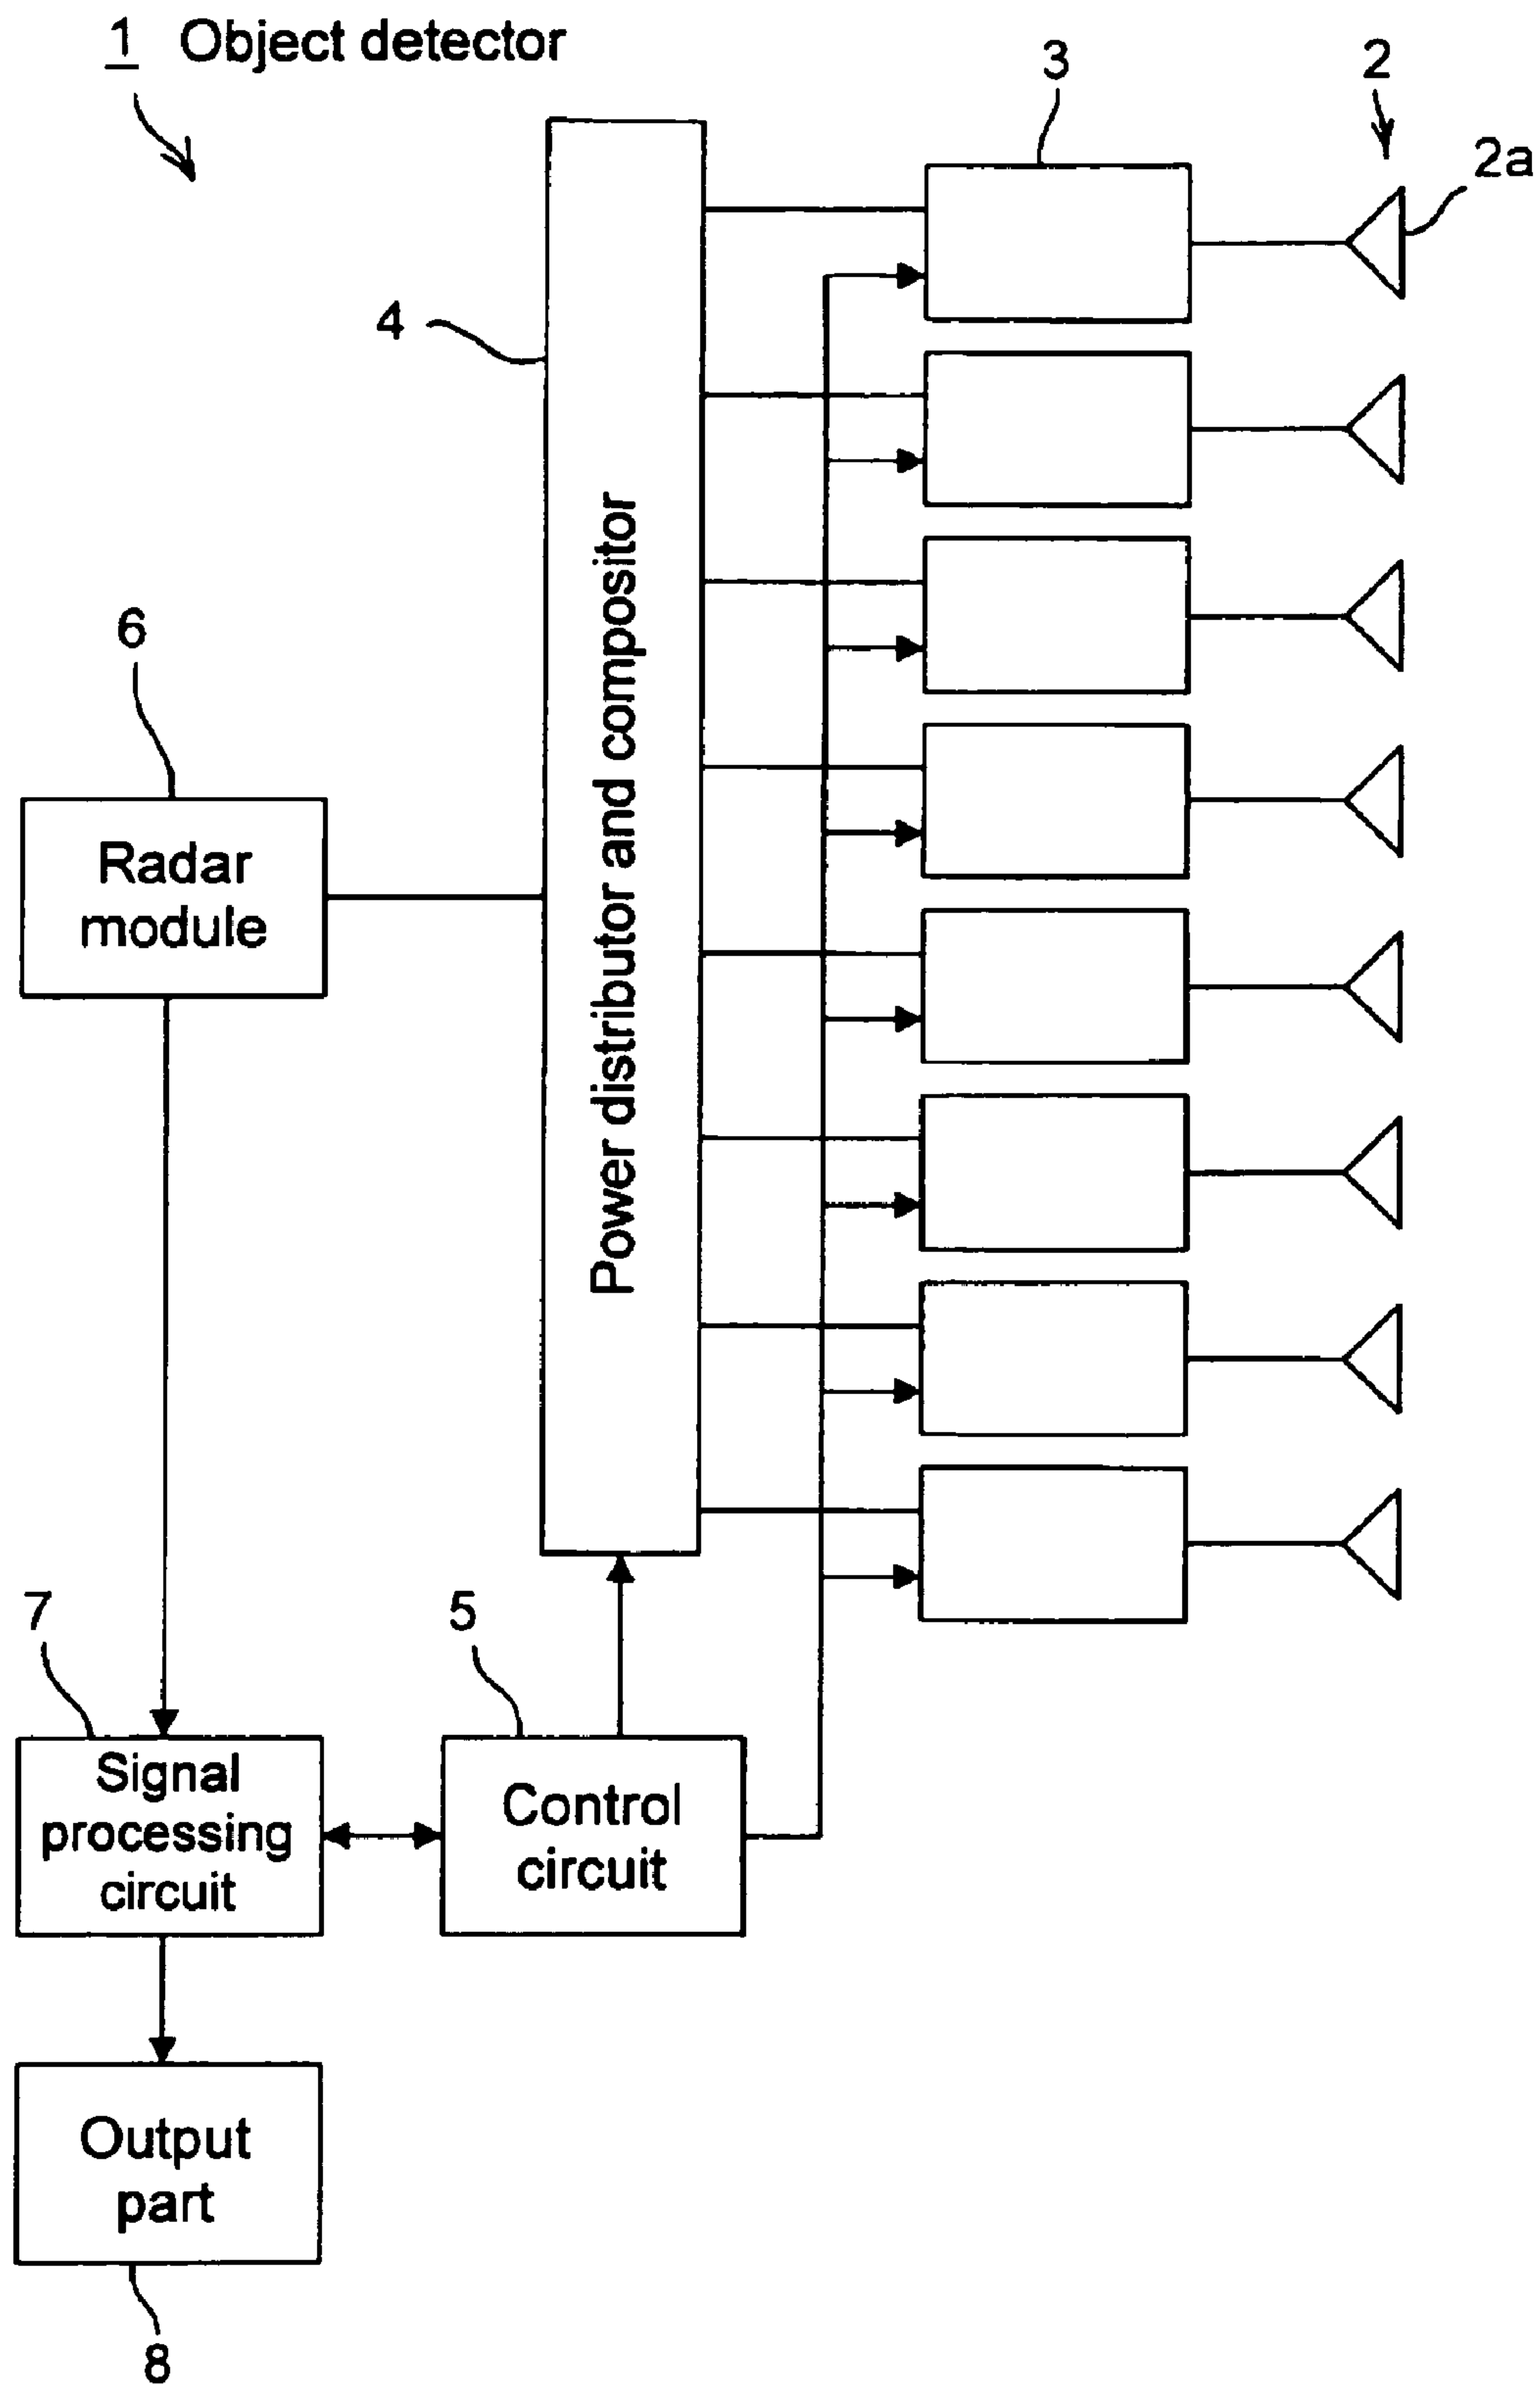 1 Object detector
3
2
2a
4
Power distributor and compositor
6
Radar
module
7
5
Signal
processing
circuit
Control
circuit
Output
part
8